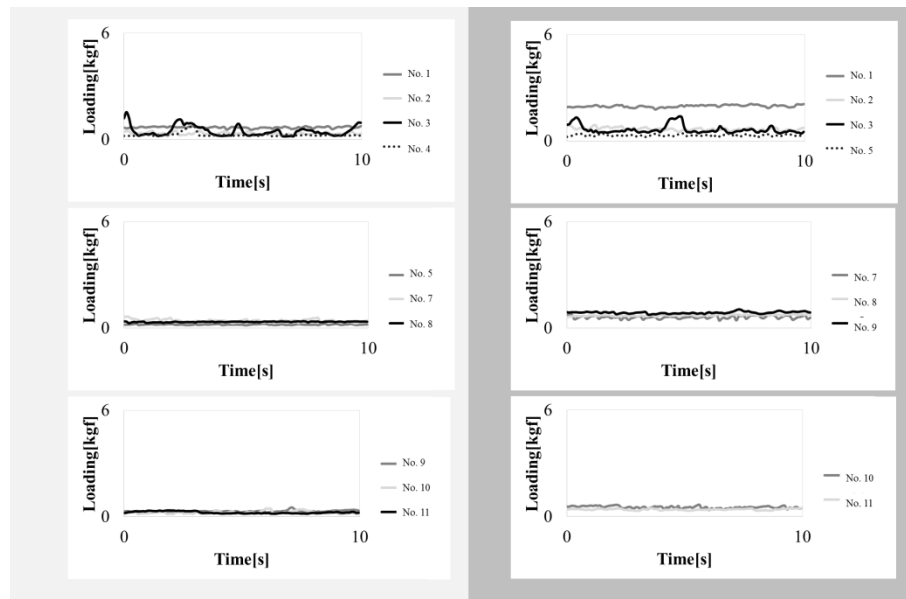 Loading[kgf]
6
0
0
10
Time[s]
No. 1
No. 2
No. 3
No. 4
Loading[kgf]
6
0
0
10
Time[s]
No. 1
No. 2
No. 3
No. 5
Loading[kgf]
6
0
0
10
Time[s]
No. 5
No. 7
No. 8
Loading[kgf]
6
0
0
10
Time[s]
No. 7
No. 8
No. 9
Loading[kgf]
6
0
0
10
Time[s]
No. 9
No. 10
No. 11
Loading[kgf]
6
0
0
10
Time[s]
No. 10
No. 11